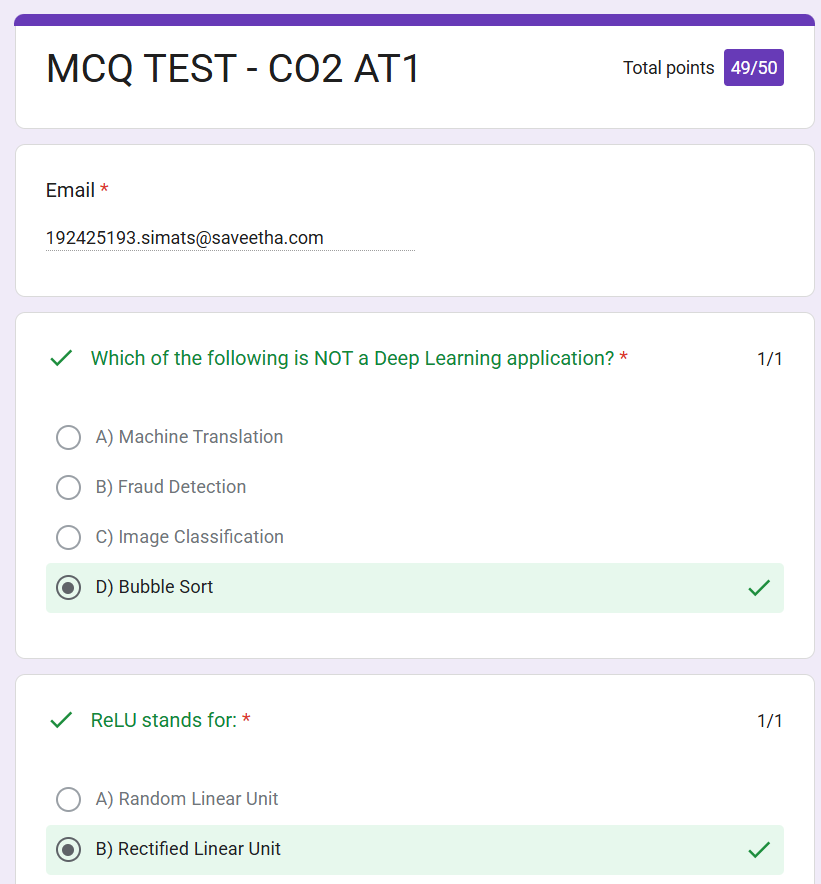 MCQ TEST - CO2 AT1
Total points 49/50
Email *
192425193.simats@saveetha.com
Which of the following is NOT a Deep Learning application? * 1/1
A) Machine Translation
B) Fraud Detection
C) Image Classification
D) Bubble Sort
ReLU stands for: * 1/1
A) Random Linear Unit
B) Rectified Linear Unit